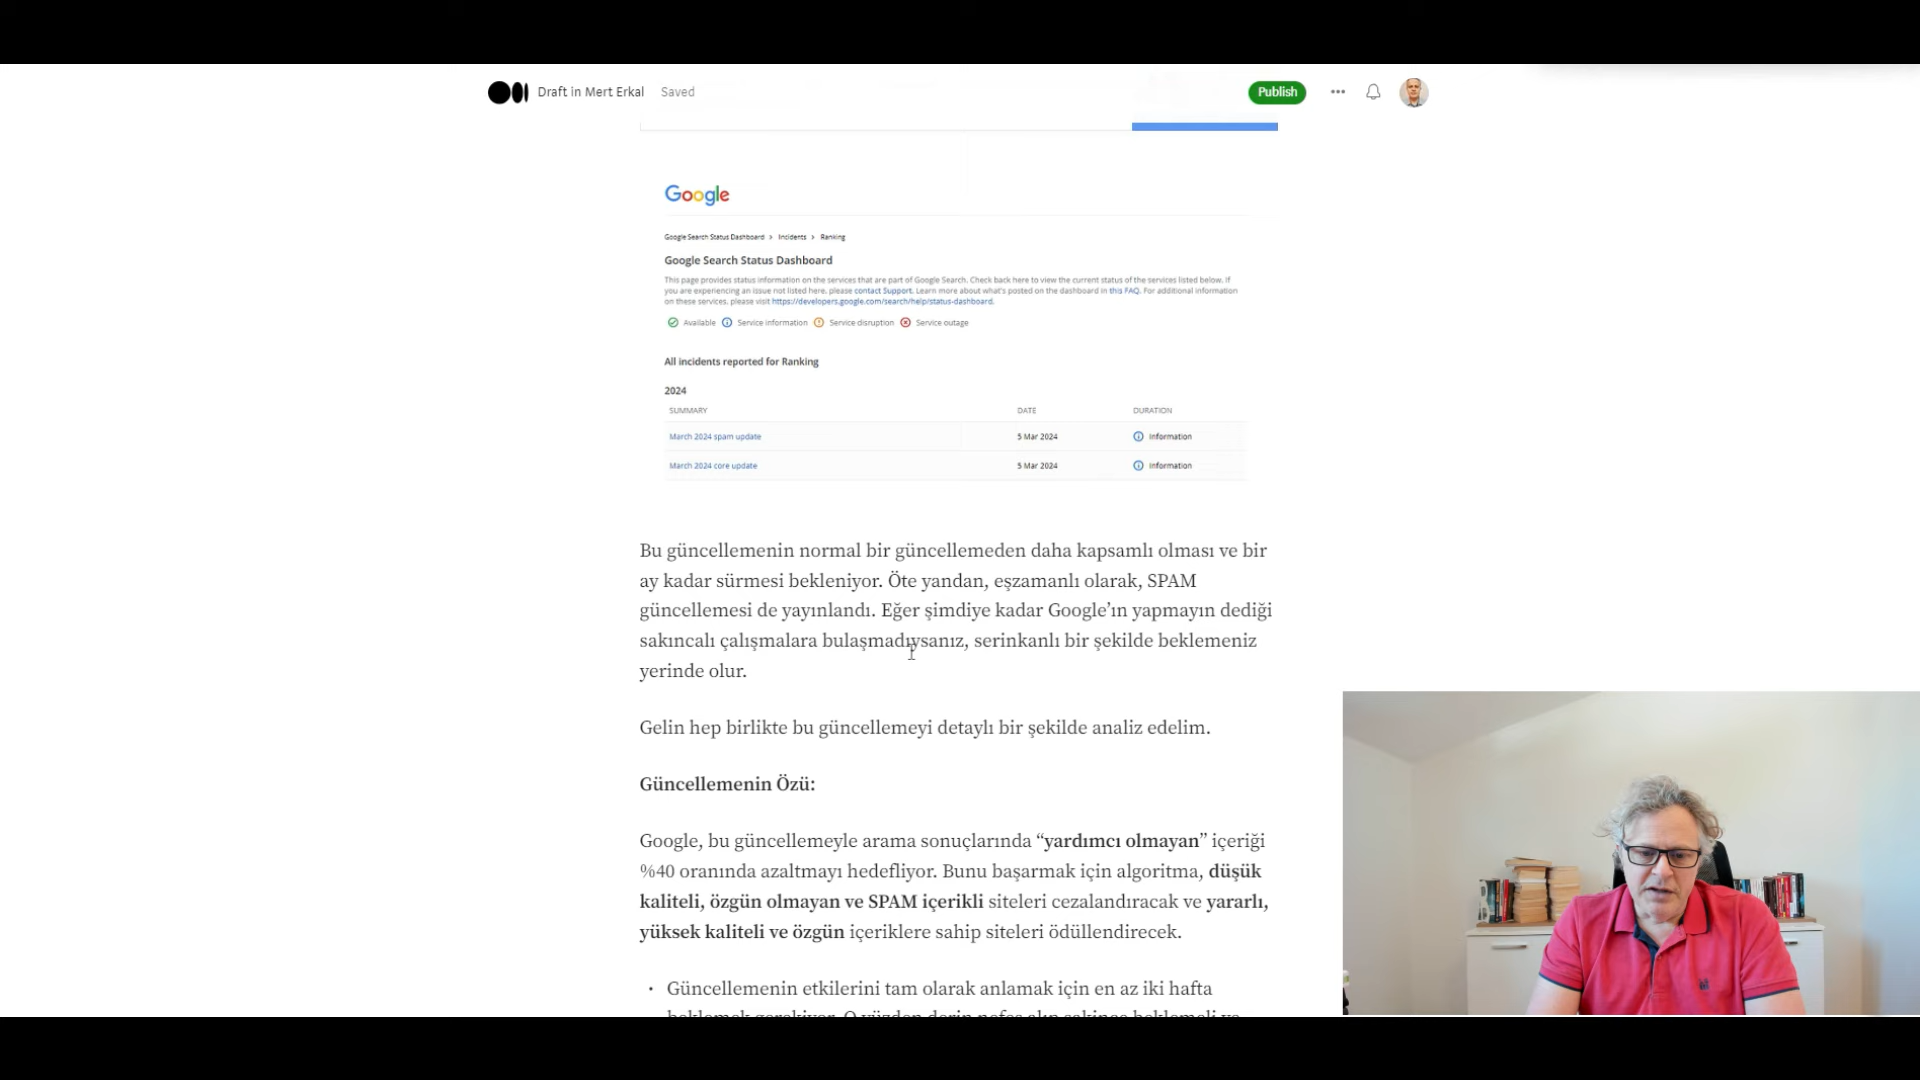 Draft in Mert Erkal Saved Publish
Google
Google Search Status Dashboard > Incidents > Ranking
Google Search Status Dashboard
This page provides status information on the services that are part of Google Search. Check back here to view the current status of the services listed below. If
you are experiencing an issue not listed here, please contact Support. Learn more about what's posted on the dashboard in this FAQ. For additional information
on these services, please visit https://developers.google.com/search/help/status-dashboard.
Available Service information Service disruption Service outage
All incidents reported for Ranking
2024
SUMMARY DATE DURATION
March 2024 spam update 5 Mar 2024 Information
March 2024 core update 5 Mar 2024 Information
Bu güncellemenin normal bir güncellemeden daha kapsamlı olması ve bir
ay kadar sürmesi bekleniyor. Öte yandan, eşzamanlı olarak, SPAM
güncellemesi de yayınlandı. Eğer şimdiye kadar Google’ın yapmayın dediği
sakıncalı çalışmalara bulaşmadıysanız, serinkanlı bir şekilde beklemeniz
yerinde olur.
Gelin hep birlikte bu güncellemeyi detaylı bir şekilde analiz edelim.
Güncellemenin Özü:
Google, bu güncellemeyle arama sonuçlarında “yardımcı olmayan” içeriği
%40 oranında azaltmayı hedefliyor. Bunu başarmak için algoritma, düşük
kaliteli, özgün olmayan ve SPAM içerikli siteleri cezalandıracak ve yararlı,
yüksek kaliteli ve özgün içeriklere sahip siteleri ödüllendirecek.
• Güncellemenin etkilerini tam olarak anlamak için en az iki hafta
beklemek gerekiyor. O yüzden derin nefes alıp sakince beklemeli ve